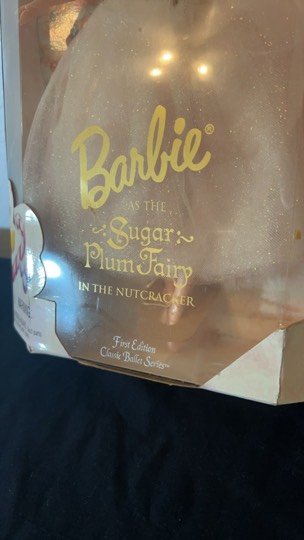 Barbie®
AS THE
Sugar
Plum Fairy
IN THE NUTCRACKER
First Edition
Classic Ballet Series™